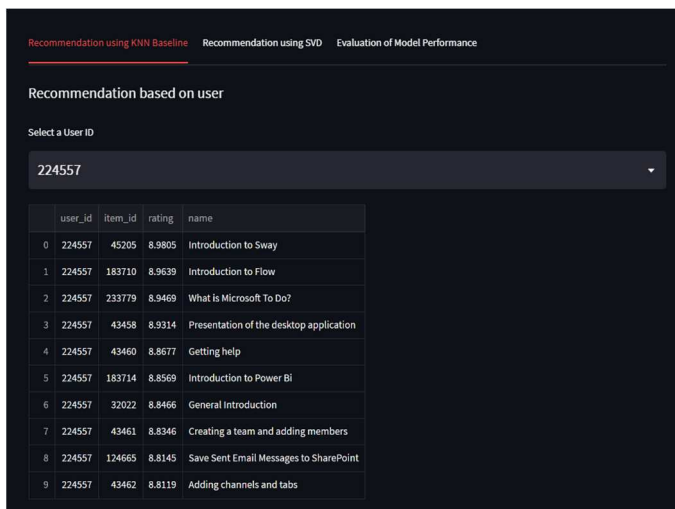 Recommendation using KNN Baseline Recommendation using SVD Evaluation of Model Performance
Recommendation based on user
Select a User ID
224557
user_id item_id rating name
0 224557 45205 8.9805 Introduction to Sway
1 224557 183710 8.9639 Introduction to Flow
2 224557 233779 8.9469 What is Microsoft To Do?
3 224557 43458 8.9314 Presentation of the desktop application
4 224557 43460 8.8677 Getting help
5 224557 183714 8.8569 Introduction to Power Bi
6 224557 32022 8.8466 General Introduction
7 224557 43461 8.8346 Creating a team and adding members
8 224557 124665 8.8145 Save Sent Email Messages to SharePoint
9 224557 43462 8.8119 Adding channels and tabs